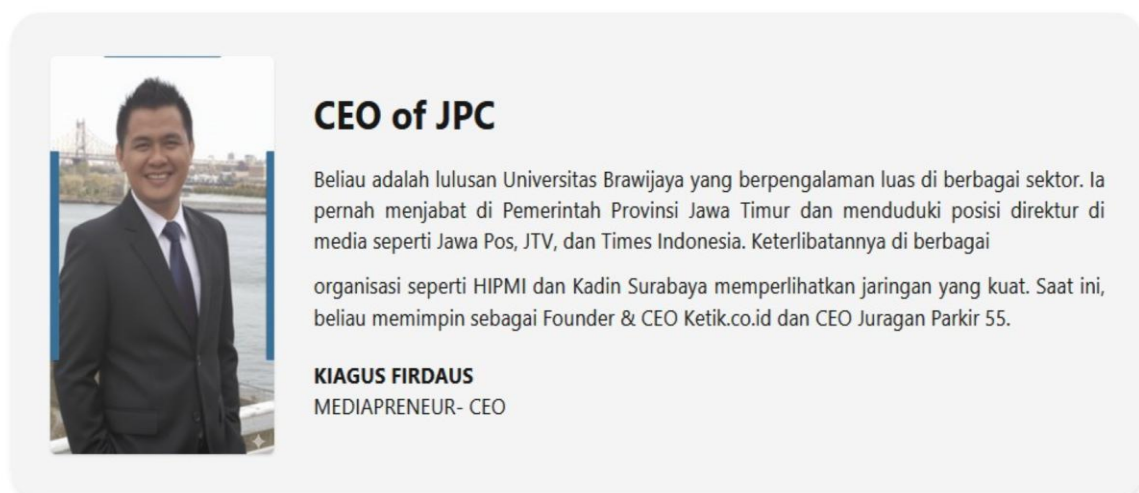 CEO of JPC
Beliau adalah lulusan Universitas Brawijaya yang berpengalaman luas di berbagai sektor. Ia
pernah menjabat di Pemerintah Provinsi Jawa Timur dan menduduki posisi direktur di
media seperti Jawa Pos, JTV, dan Times Indonesia. Keterlibatannya di berbagai
organisasi seperti HIPMI dan Kadin Surabaya memperlihatkan jaringan yang kuat. Saat ini,
beliau memimpin sebagai Founder & CEO Ketik.co.id dan CEO Juragan Parkir 55.
KIAGUS FIRDAUS
MEDIAPRENEUR- CEO